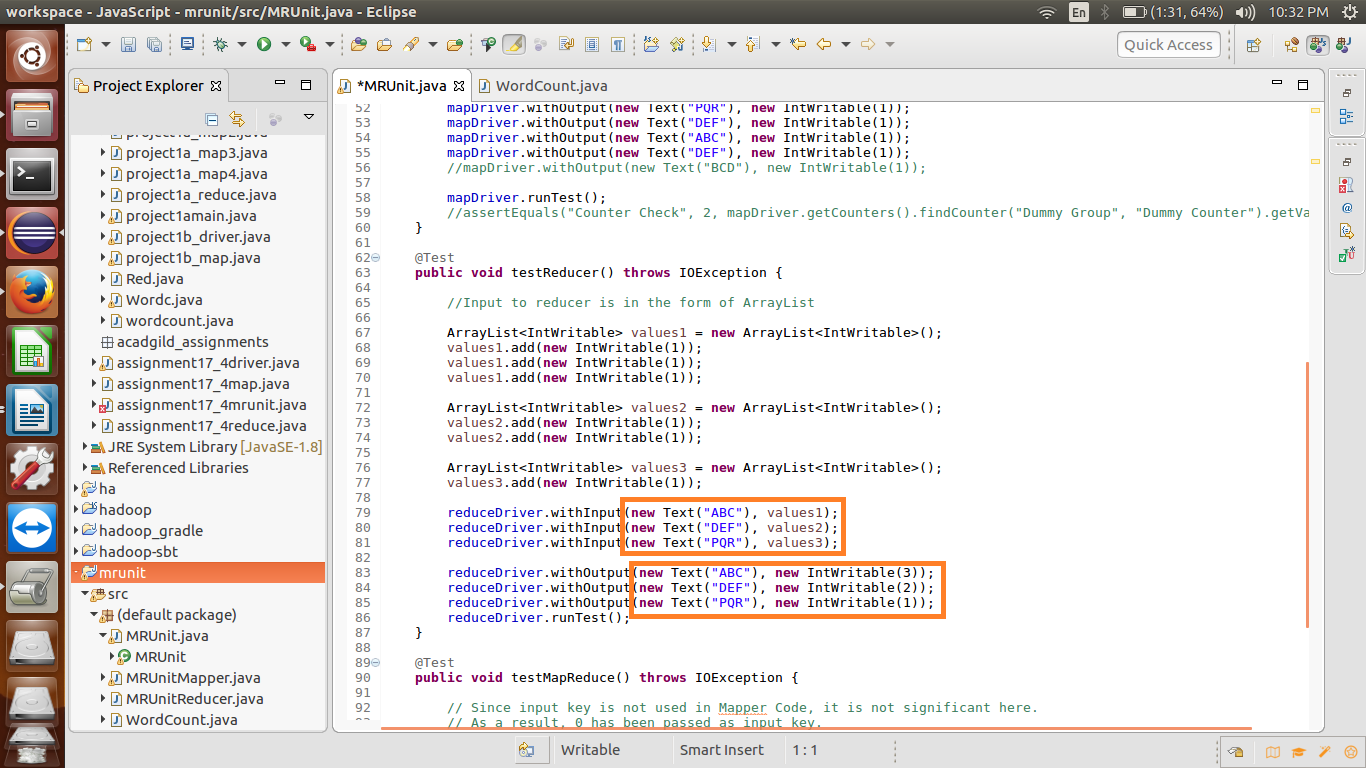 workspace - JavaScript - mrunit/src/MRUnit.java - Eclipse
En
(1:31, 64%)
10:32 PM
Quick Access
Project Explorer
*MRUnit.java
WordCount.java
project1a_map2.java
project1a_map3.java
project1a_map4.java
project1a_reduce.java
project1amain.java
project1b_driver.java
project1b_map.java
Red.java
Wordc.java
wordcount.java
acadgild_assignments
assignment17_4driver.java
assignment17_4map.java
assignment17_4mrunit.java
assignment17_4reduce.java
JRE System Library [JavaSE-1.8]
Referenced Libraries
ha
hadoop
hadoop_gradle
hadoop-sbt
mrunit
src
(default package)
MRUnit.java
MRUnit
MRUnitMapper.java
MRUnitReducer.java
WordCount.java
52 mapDriver.withOutput(new Text("PQR"), new IntWritable(1));
53 mapDriver.withOutput(new Text("DEF"), new IntWritable(1));
54 mapDriver.withOutput(new Text("ABC"), new IntWritable(1));
55 mapDriver.withOutput(new Text("DEF"), new IntWritable(1));
56 //mapDriver.withOutput(new Text("BCD"), new IntWritable(1));
57
58 mapDriver.runTest();
59 //assertEquals("Counter Check", 2, mapDriver.getCounters().findCounter("Dummy Group", "Dummy Counter").getVa
60 }
61
62 @Test
63 public void testReducer() throws IOException {
64
65 //Input to reducer is in the form of ArrayList
66
67 ArrayList<IntWritable> values1 = new ArrayList<IntWritable>();
68 values1.add(new IntWritable(1));
69 values1.add(new IntWritable(1));
70 values1.add(new IntWritable(1));
71
72 ArrayList<IntWritable> values2 = new ArrayList<IntWritable>();
73 values2.add(new IntWritable(1));
74 values2.add(new IntWritable(1));
75
76 ArrayList<IntWritable> values3 = new ArrayList<IntWritable>();
77 values3.add(new IntWritable(1));
78
79 reduceDriver.withInput(new Text("ABC"), values1);
80 reduceDriver.withInput(new Text("DEF"), values2);
81 reduceDriver.withInput(new Text("PQR"), values3);
82
83 reduceDriver.withOutput(new Text("ABC"), new IntWritable(3));
84 reduceDriver.withOutput(new Text("DEF"), new IntWritable(2));
85 reduceDriver.withOutput(new Text("PQR"), new IntWritable(1));
86 reduceDriver.runTest();
87 }
88
89 @Test
90 public void testMapReduce() throws IOException {
91
92 // Since input key is not used in Mapper Code, it is not significant here.
93 // As a result, 0 has been passed as input key.
Writable
Smart Insert
1 : 1